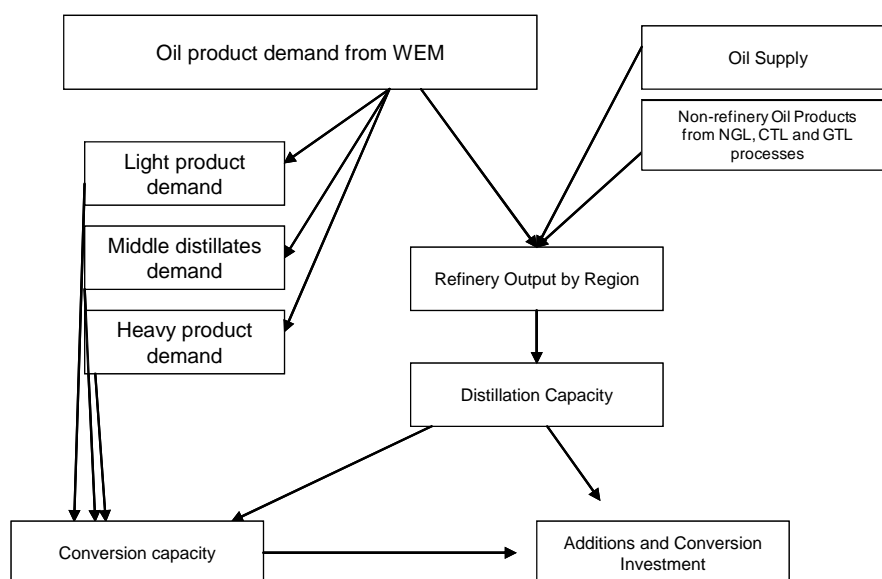 Oil product demand from WEM
Oil Supply
Non-refinery Oil Products
from NGL, CTL and GTL
processes
Light product
demand
Middle distillates
demand
Refinery Output by Region
Heavy product
demand
Distillation Capacity
Conversion capacity
Additions and Conversion
Investment